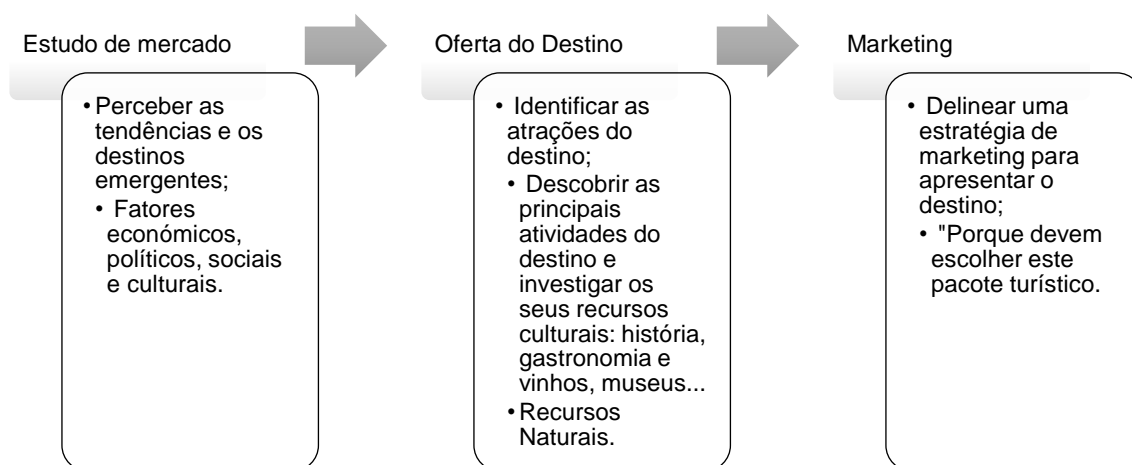 Estudo de mercado
•Perceber as
tendências e os
destinos
emergentes;
• Fatores
económicos,
políticos, sociais
e culturais.
Oferta do Destino
• Identificar as
atrações do
destino;
• Descobrir as
principais
atividades do
destino e
investigar os
seus recursos
culturais: história,
gastronomia e
vinhos, museus...
•Recursos
Naturais.
Marketing
• Delinear uma
estratégia de
marketing para
apresentar o
destino;
• "Porque devem
escolher este
pacote turístico.